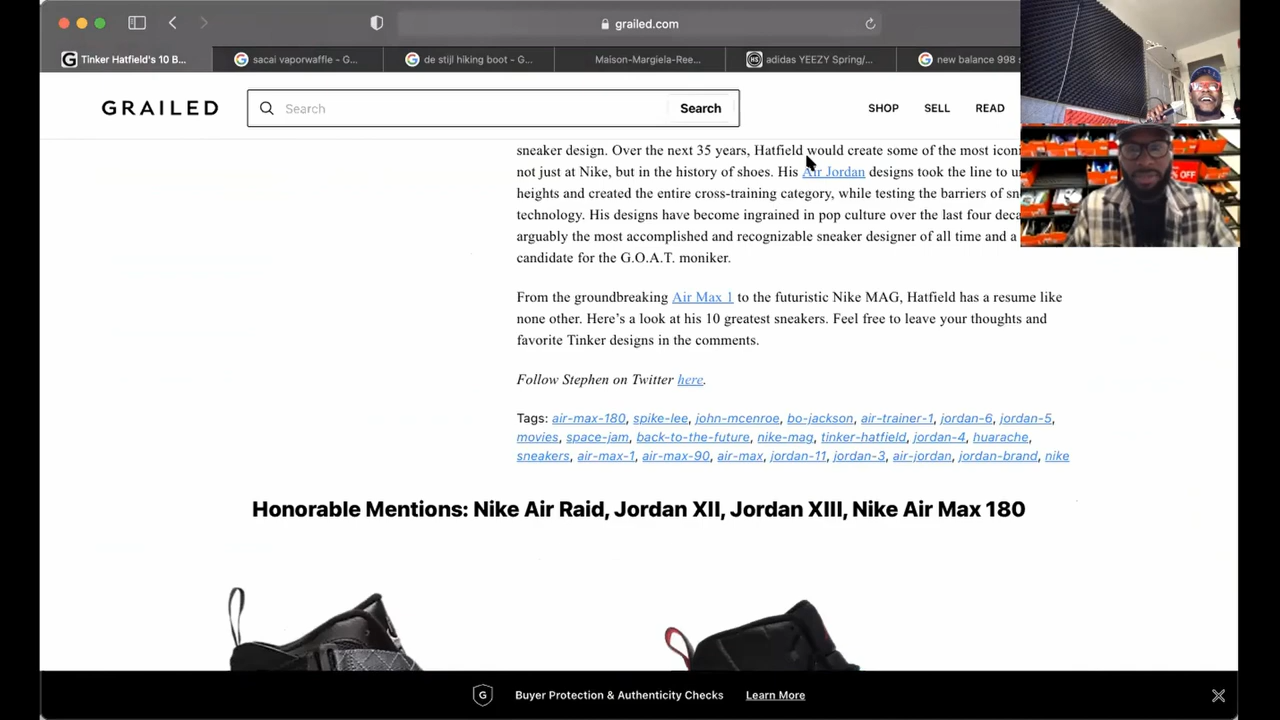 grailed.com
Tinker Hatfield's 10 B...
sacai vaporwaffle - G...
de stijl hiking boot - G...
Maison-Margiela-Ree...
adidas YEEZY Spring/...
new balance 998 s
GRAILED
Search
Search
SHOP
SELL
READ
sneaker design. Over the next 35 years, Hatfield would create some of the most iconi
not just at Nike, but in the history of shoes. His Air Jordan designs took the line to u
heights and created the entire cross-training category, while testing the barriers of sn
technology. His designs have become ingrained in pop culture over the last four deca
arguably the most accomplished and recognizable sneaker designer of all time and a
candidate for the G.O.A.T. moniker.
From the groundbreaking Air Max 1 to the futuristic Nike MAG, Hatfield has a resume like
none other. Here's a look at his 10 greatest sneakers. Feel free to leave your thoughts and
favorite Tinker designs in the comments.
Follow Stephen on Twitter here.
Tags: air-max-180, spike-lee, john-mcenroe, bo-jackson, air-trainer-1, jordan-6, jordan-5,
movies, space-jam, back-to-the-future, nike-mag, tinker-hatfield, jordan-4, huarache,
sneakers, air-max-1, air-max-90, air-max, jordan-11, jordan-3, air-jordan, jordan-brand, nike
Honorable Mentions: Nike Air Raid, Jordan XII, Jordan XIII, Nike Air Max 180
Buyer Protection & Authenticity Checks
Learn More
% OFF